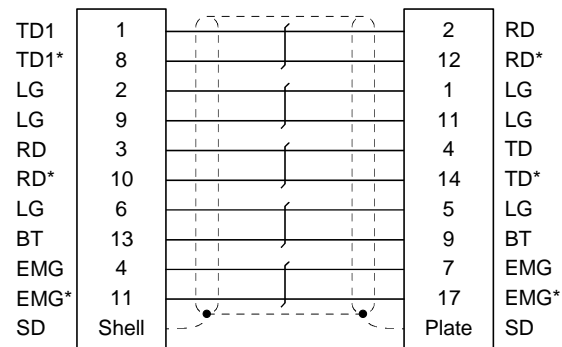 TD1 1 2 RD
TD1* 8 12 RD*
LG 2 1 LG
LG 9 11 LG
RD 3 4 TD
RD* 10 14 TD*
LG 6 5 LG
BT 13 9 BT
EMG 4 7 EMG
EMG* 11 17 EMG*
SD Shell Plate SD